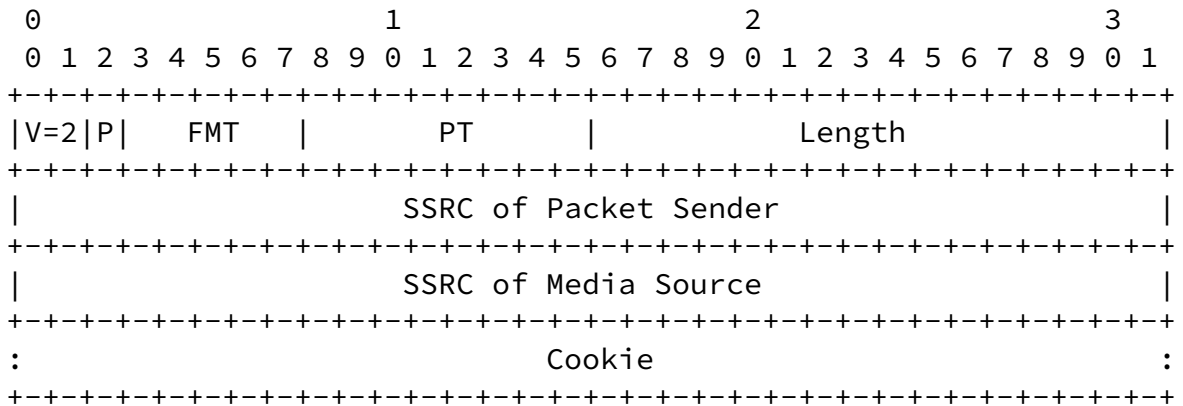 0                   1                   2                   3
 0 1 2 3 4 5 6 7 8 9 0 1 2 3 4 5 6 7 8 9 0 1 2 3 4 5 6 7 8 9 0 1
+-+-+-+-+-+-+-+-+-+-+-+-+-+-+-+-+-+-+-+-+-+-+-+-+-+-+-+-+-+-+-+-+
|V=2|P|   FMT   |       PT      |           Length              |
+-+-+-+-+-+-+-+-+-+-+-+-+-+-+-+-+-+-+-+-+-+-+-+-+-+-+-+-+-+-+-+-+
|                     SSRC of Packet Sender                     |
+-+-+-+-+-+-+-+-+-+-+-+-+-+-+-+-+-+-+-+-+-+-+-+-+-+-+-+-+-+-+-+-+
|                     SSRC of Media Source                      |
+-+-+-+-+-+-+-+-+-+-+-+-+-+-+-+-+-+-+-+-+-+-+-+-+-+-+-+-+-+-+-+-+
:                             Cookie                            :
+-+-+-+-+-+-+-+-+-+-+-+-+-+-+-+-+-+-+-+-+-+-+-+-+-+-+-+-+-+-+-+-+